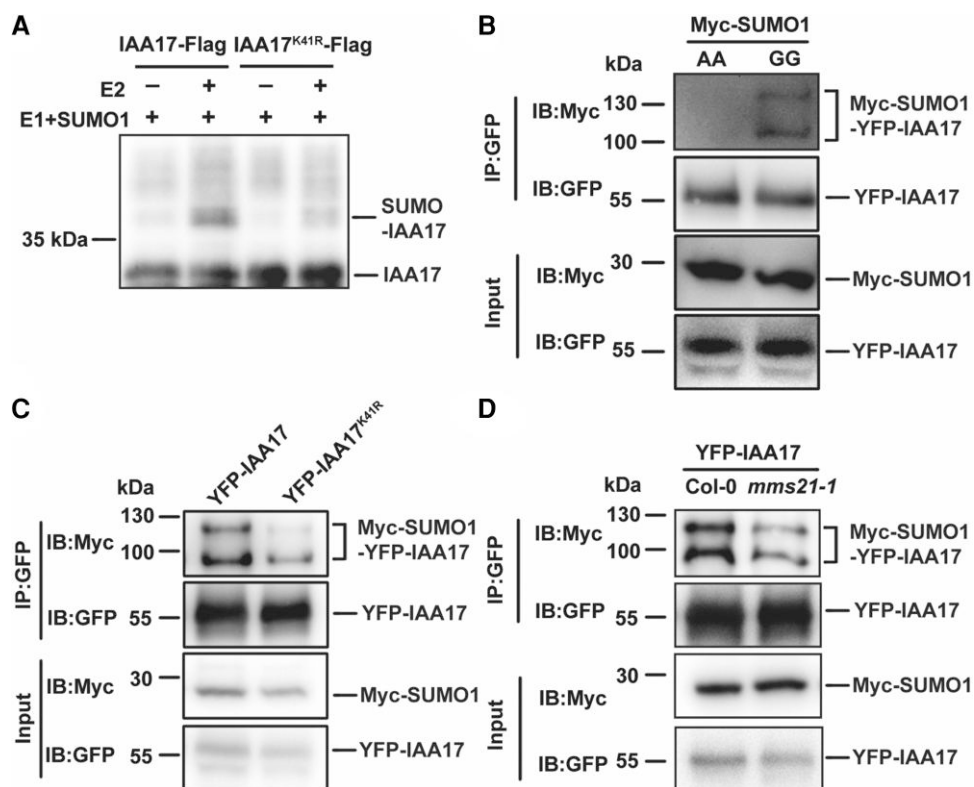 A
IAA17-Flag IAA17K41R-Flag
E2 − + − +
E1+SUMO1 + + + +
35 kDa
SUMO
-IAA17
IAA17
B
Myc-SUMO1
kDa AA GG
IP:GFP
IB:Myc 130 100 Myc-SUMO1
-YFP-IAA17
IB:GFP 55 YFP-IAA17
Input
IB:Myc 30 Myc-SUMO1
IB:GFP 55 YFP-IAA17
C
YFP-IAA17 YFP-IAA17K41R
kDa
IP:GFP
IB:Myc 130 100 Myc-SUMO1
-YFP-IAA17
IB:GFP 55 YFP-IAA17
Input
IB:Myc 30 Myc-SUMO1
IB:GFP 55 YFP-IAA17
D
YFP-IAA17
kDa Col-0 mms21-1
IP:GFP
IB:Myc 130 100 Myc-SUMO1
-YFP-IAA17
IB:GFP 55 YFP-IAA17
Input
IB:Myc 30 Myc-SUMO1
IB:GFP 55 YFP-IAA17